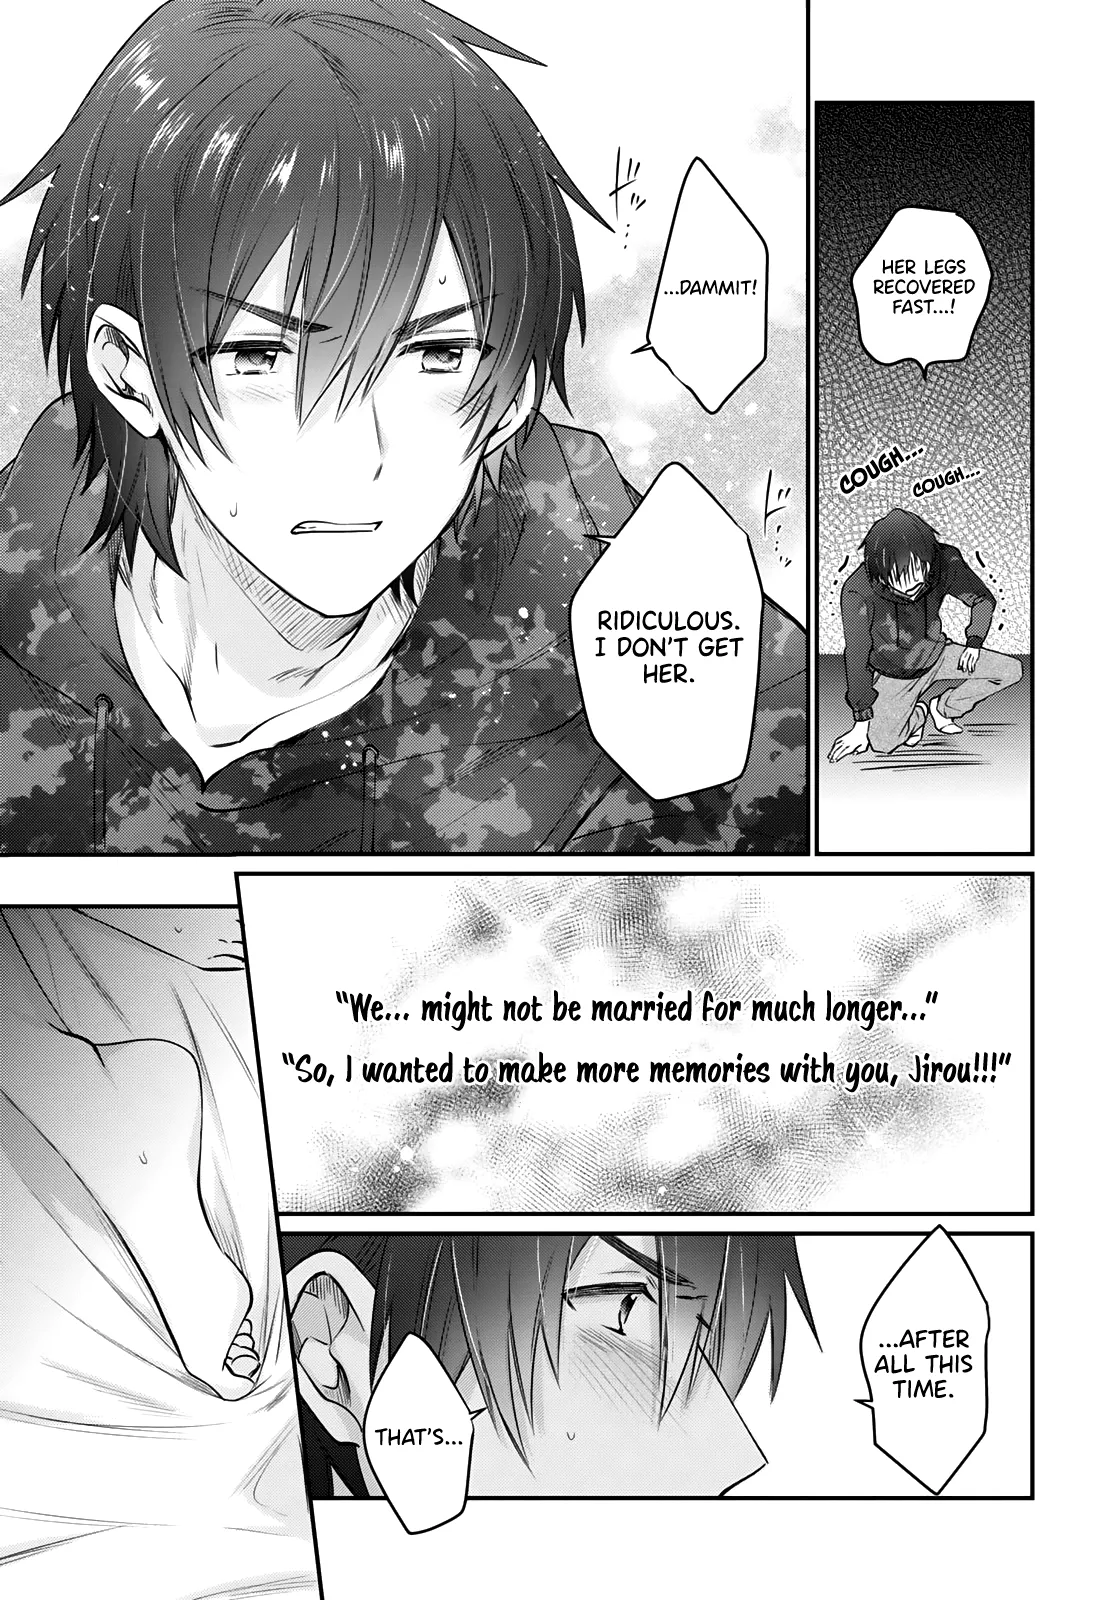 HER LEGS
RECOVERED
FAST...!
COUGH...
COUGH...
...DAMMIT!
RIDICULOUS.
I DON'T GET
HER.
"We... might not be married for much longer..."
"So, I wanted to make more memories with you, Jirou!!!"
...AFTER
ALL THIS
TIME.
THAT'S...